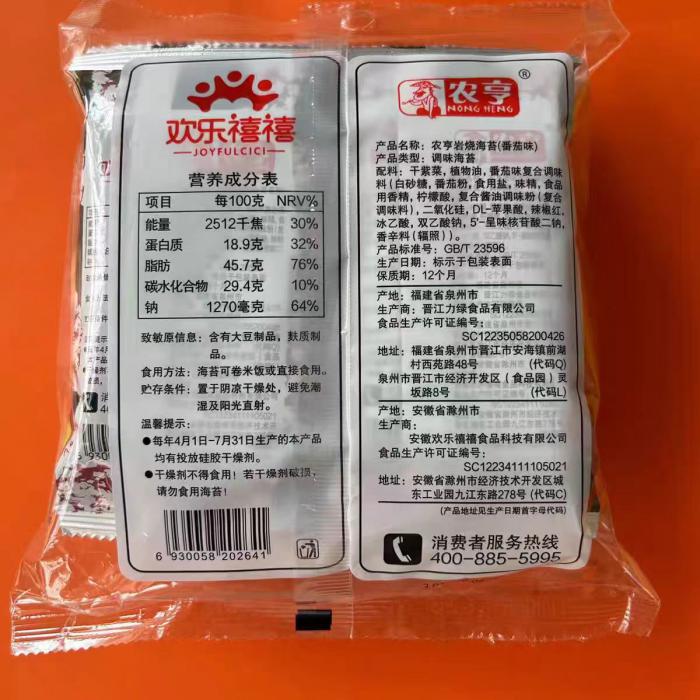 欢乐禧禧
JOYFULCICI
营养成分表
项目 每100克 NRV%
能量 2512千焦 30%
蛋白质 18.9克 32%
脂肪 45.7克 76%
碳水化合物 29.4克 10%
钠 1270毫克 64%
致敏原信息：含有大豆制品，麸质制
品。
食用方法：海苔可卷米饭或直接食用。
贮存条件：置于阴凉干燥处，避免潮
湿及阳光直射。
温馨提示：
●每年4月1日-7月31日生产的本产品
均有投放硅胶干燥剂。
●干燥剂不得食用！若干燥剂破损，
请勿食用海苔！
6 930058 202641
农亨®
NONG HENG
产品名称：农亨岩烧海苔(番茄味)
产品类型：调味海苔
配料：干紫菜，植物油，番茄味复合调味料
(白砂糖，番茄粉，食用盐，味精，食品
用香精，柠檬酸，复合酱油调味粉(复合
调味料)，二氧化硅，DL-苹果酸，辣椒红，
冰乙酸，双乙酸钠，5'-呈味核苷酸二钠，
香辛料(辐照))。
产品标准号：GB/T 23596
生产日期：标示于包装表面
保质期：12个月
产地：福建省泉州市
生产商：晋江力绿食品有限公司
食品生产许可证编号：
SC12235058200426
地址：福建省泉州市晋江市安海镇前湖
村西苑路48号 (代码Q)
泉州市晋江市经济开发区（食品园）灵
坂路8号 (代码L)
产地：安徽省滁州市
生产商：
安徽欢乐禧禧食品科技有限公司
食品生产许可证编号：
SC12234111105021
地址：安徽省滁州市经济技术开发区城
东工业园九江东路278号 (代码C)
(产品地址见生产日期首字母代码)
消费者服务热线
400-885-5995